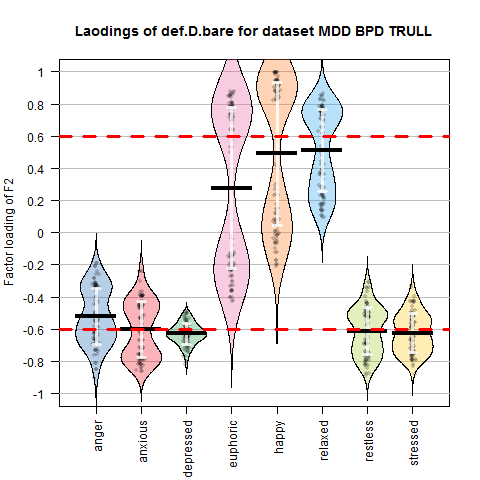 Laodings of def.D.bare for dataset MDD BPD TRULL
Factor loading of F2
1
0.8
0.6
0.4
0.2
0
-0.2
-0.4
-0.6
-0.8
-1
anger
anxious
depressed
euphoric
happy
relaxed
restless
stressed